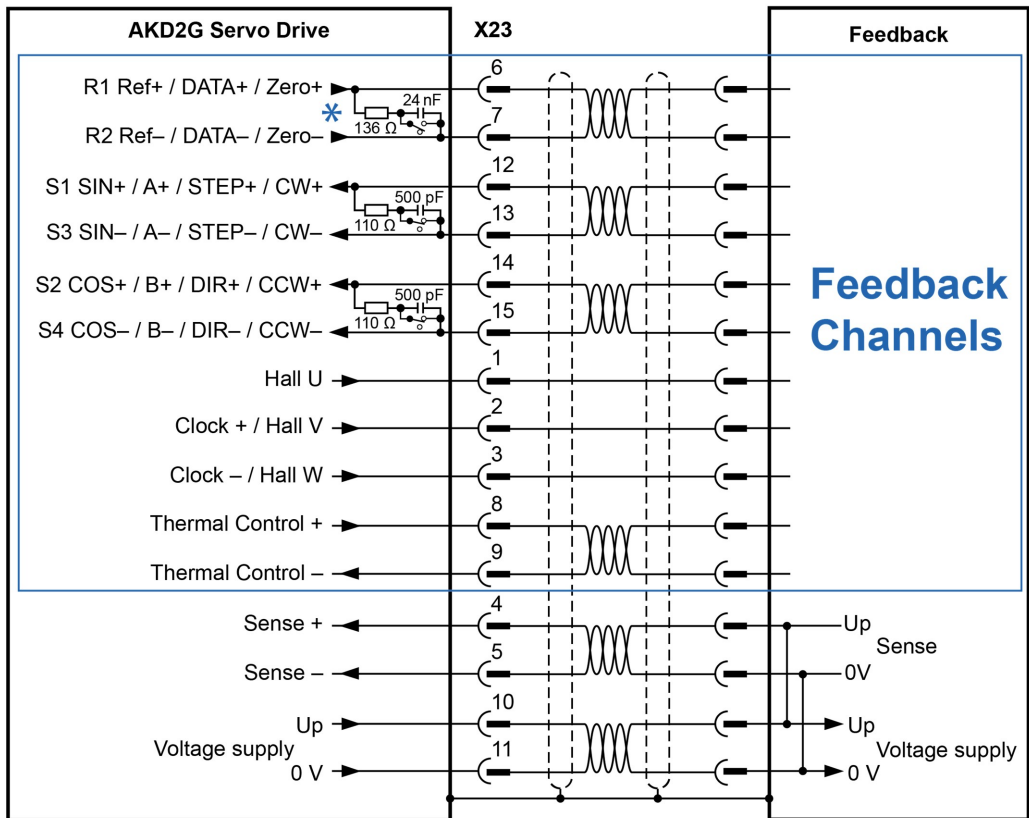 AKD2G Servo Drive
X23
Feedback
R1 Ref+ / DATA+ / Zero+
6
*
24 nF
136 Ω
R2 Ref– / DATA– / Zero–
7
S1 SIN+ / A+ / STEP+ / CW+
12
500 pF
110 Ω
S3 SIN– / A– / STEP– / CW–
13
S2 COS+ / B+ / DIR+ / CCW+
14
500 pF
110 Ω
S4 COS– / B– / DIR– / CCW–
15
Feedback
Channels
Hall U
1
Clock + / Hall V
2
Clock – / Hall W
3
Thermal Control +
8
Thermal Control –
9
Sense +
4
Up
Sense
Sense –
5
0V
Up
10
Up
Voltage supply
Voltage supply
0 V
11
0 V